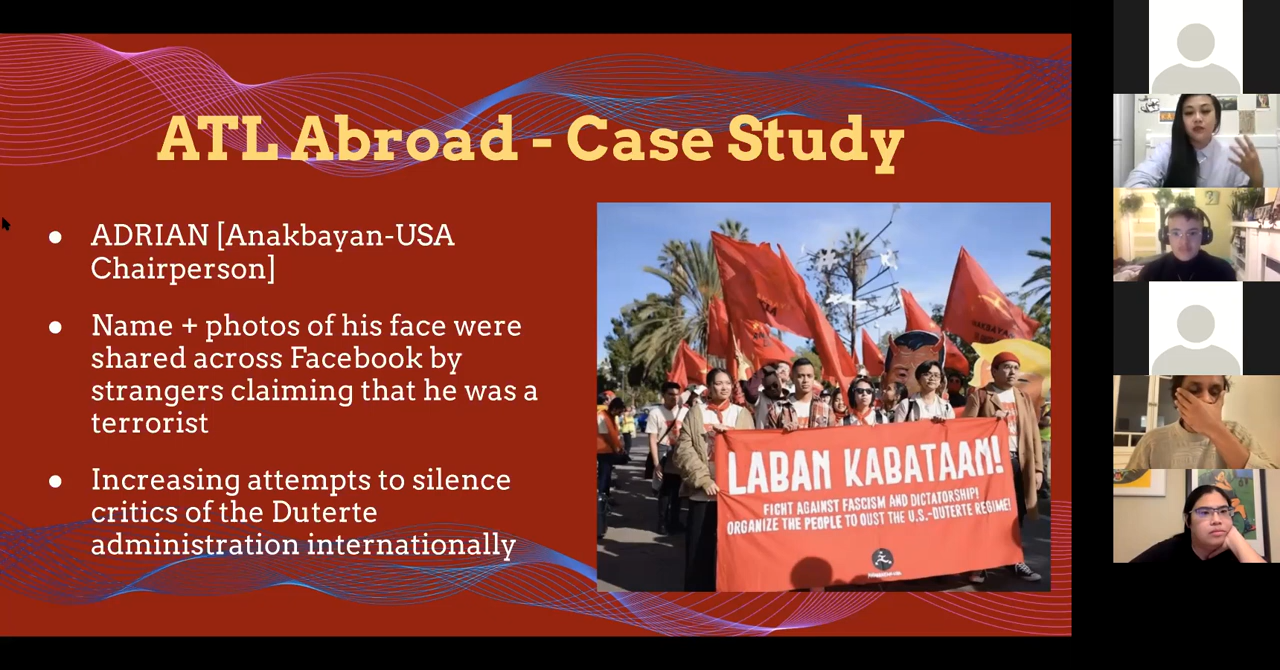 ATL Abroad - Case Study
ADRIAN [Anakbayan-USA
Chairperson]
Name + photos of his face were
shared across Facebook by
strangers claiming that he was a
terrorist
Increasing attempts to silence
critics of the Duterte
administration internationally
LABAN KABATAAN!
FIGHT AGAINST FASCISM AND DICTATORSHIP!
ORGANIZE THE PEOPLE TO OUST THE U.S.-DUTERTE REGIME!